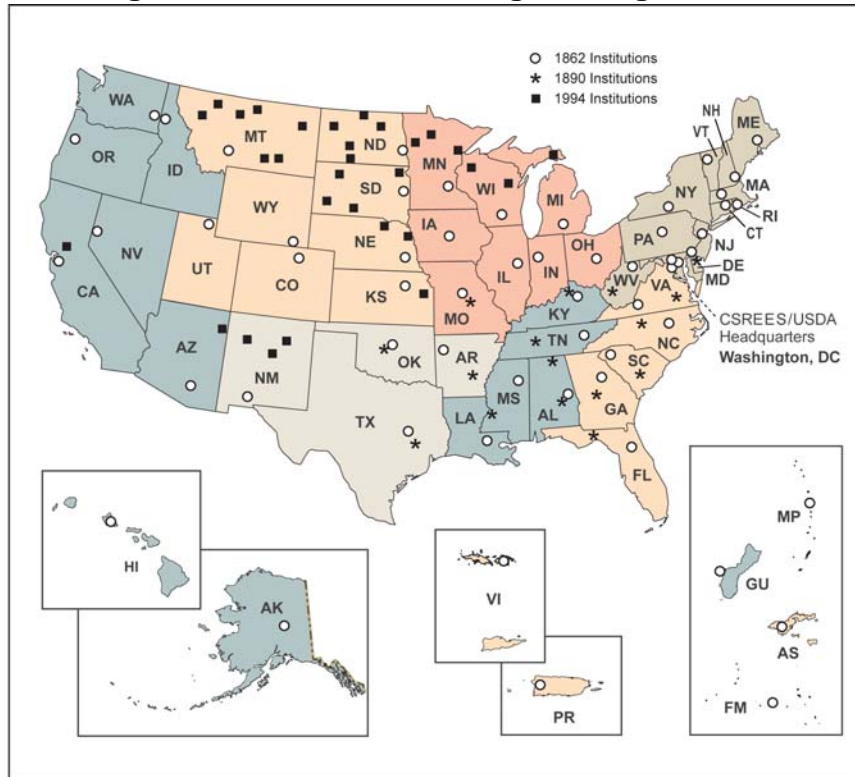 1862 Institutions
1890 Institutions
1994 Institutions
WA
OR
ID
MT
ND
MN
WI
MI
NH
VT
ME
NY
MA
RI
CT
PA
NJ
DE
MD
SD
WY
IA
NE
NV
UT
CO
KS
IL
IN
OH
WV
VA
CA
MO
KY
CSREES/USDA
Headquarters
Washington, DC
AZ
NM
OK
AR
TN
NC
SC
TX
LA
MS
AL
GA
FL
HI
AK
VI
PR
MP
GU
AS
FM